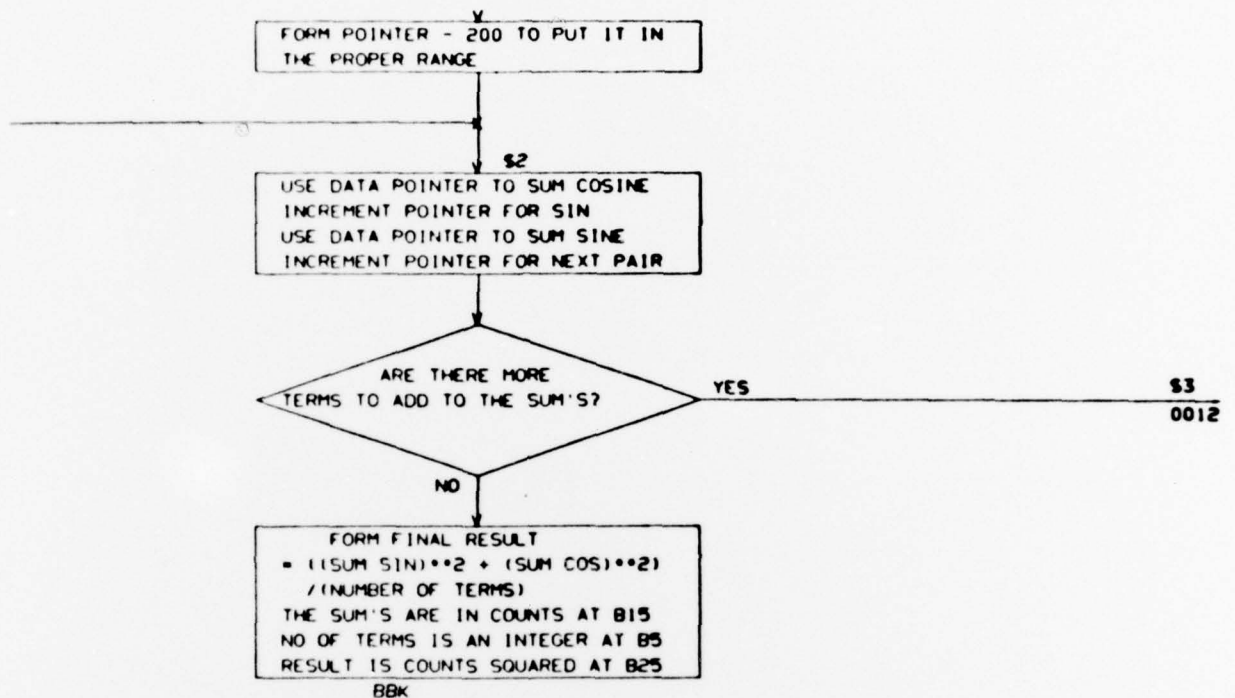 FORM POINTER - 200 TO PUT IT IN
THE PROPER RANGE
$2
USE DATA POINTER TO SUM COSINE
INCREMENT POINTER FOR SIN
USE DATA POINTER TO SUM SINE
INCREMENT POINTER FOR NEXT PAIR
ARE THERE MORE
TERMS TO ADD TO THE SUM'S?
YES
$3
0012
NO
FORM FINAL RESULT
= ((SUM SIN)**2 + (SUM COS)**2)
/(NUMBER OF TERMS)
THE SUM'S ARE IN COUNTS AT B15
NO OF TERMS IS AN INTEGER AT B5
RESULT IS COUNTS SQUARED AT B25
BBK